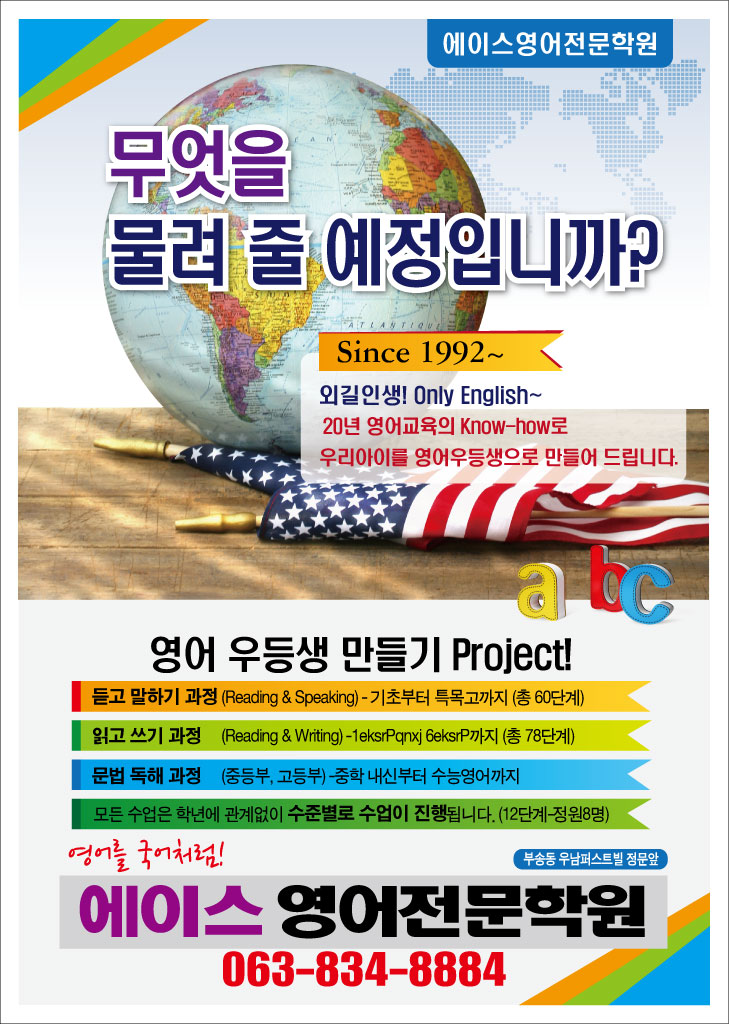 에이스영어전문학원
무엇을
물려 줄 예정입니까?
Since 1992~
외길인생! Only English~
20년 영어교육의 Know-how로
우리아이를 영어우등생으로 만들어 드립니다.
abc
영어 우등생 만들기 Project!
듣고 말하기 과정 (Reading & Speaking) - 기초부터 특목고까지 (총 60단계)
읽고 쓰기 과정 (Reading & Writing) -1eksrPqnxj 6eksrP까지 (총 78단계)
문법 독해 과정 (중등부, 고등부) -중학 내신부터 수능영어까지
모든 수업은 학년에 관계없이 수준별로 수업이 진행됩니다. (12단계-정원8명)
영어를 국어처럼!
부송동 우남퍼스트빌 정문앞
에이스 영어전문학원
063-834-8884